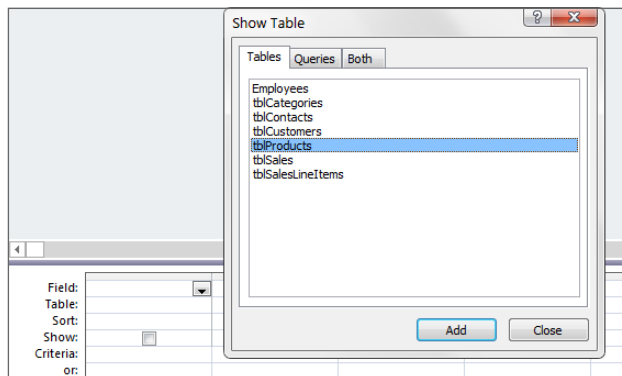 Show Table
?
Tables Queries Both
Employees
tblCategories
tblContacts
tblCustomers
tblProducts
tblSales
tblSalesLineItems
Add Close
Field:
Table:
Sort:
Show:
Criteria:
or: